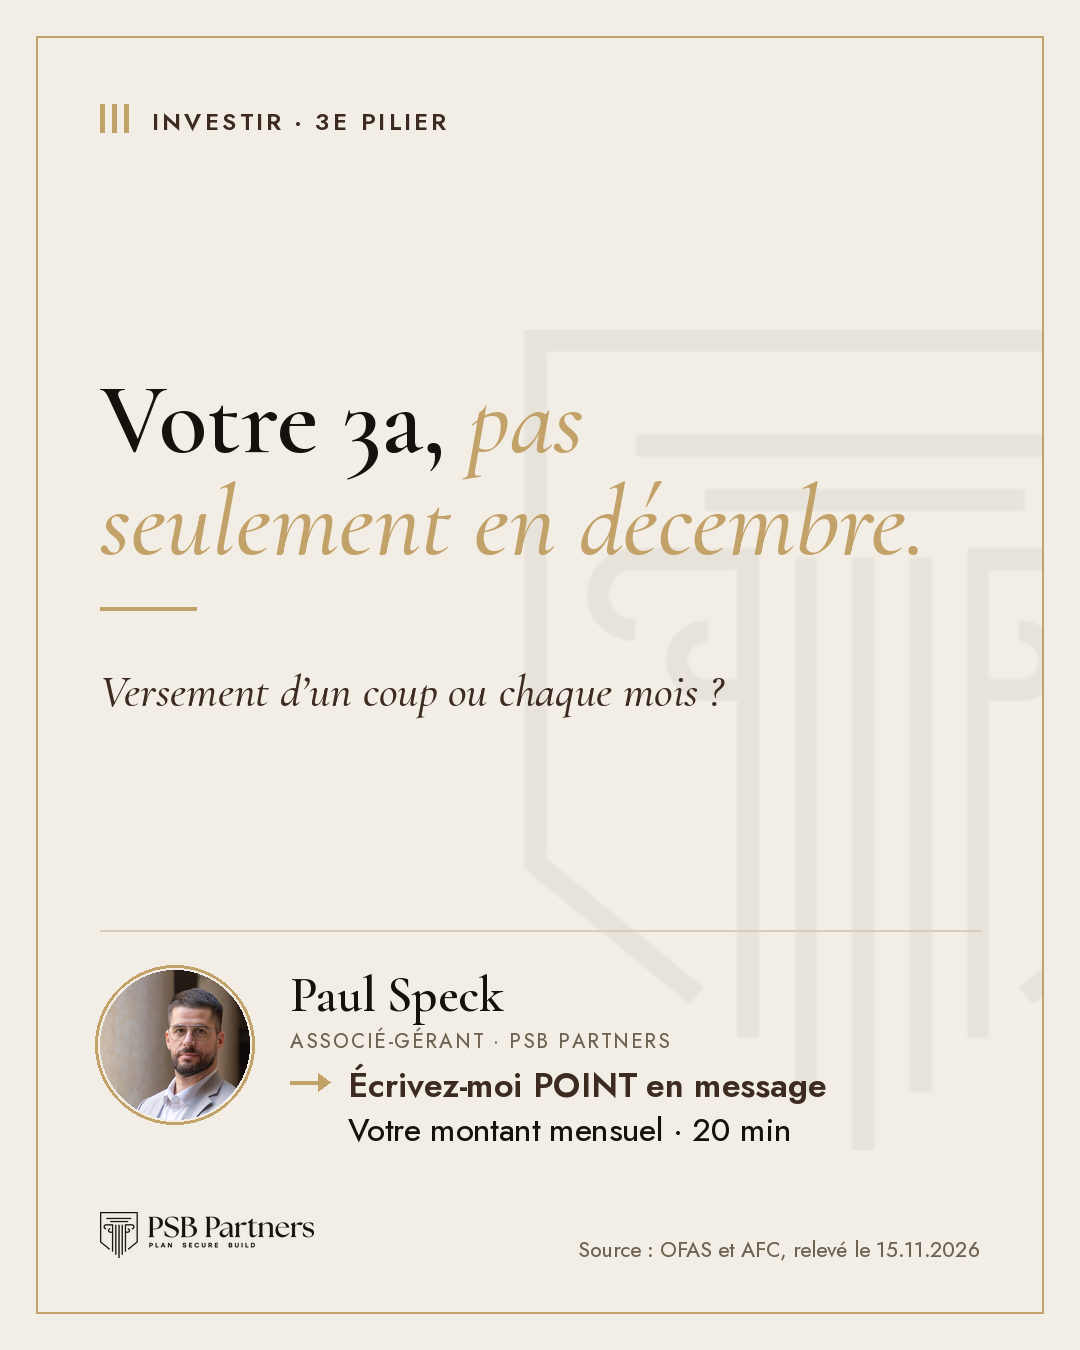 INVESTIR · 3E PILIER
Votre 3a, pas
seulement en décembre.
Versement d’un coup ou chaque mois ?
Paul Speck
ASSOCIÉ-GÉRANT · PSB PARTNERS
Écrivez-moi POINT en message
Votre montant mensuel · 20 min
PSB Partners
PLAN SECURE BUILD
Source : OFAS et AFC, relevé le 15.11.2026